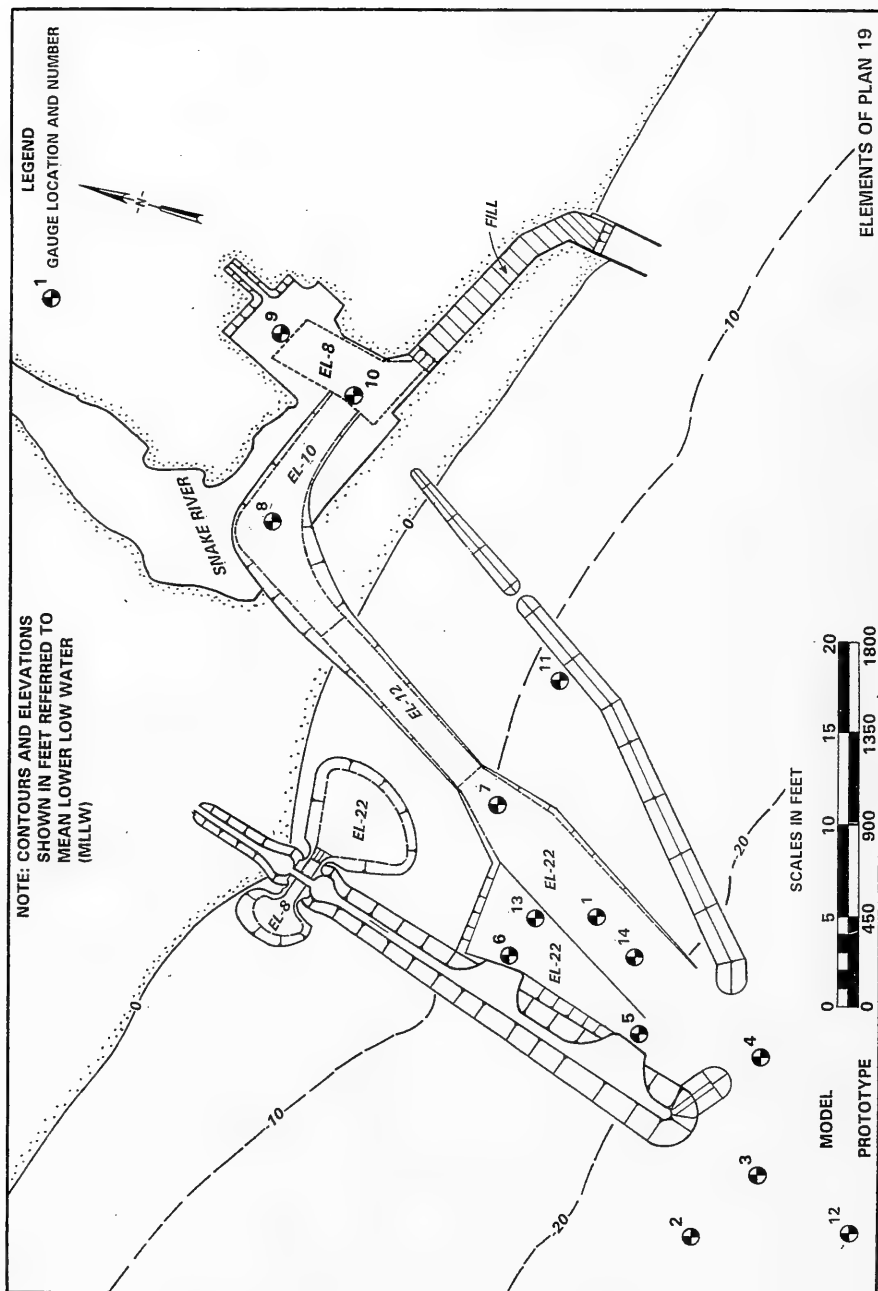 NOTE: CONTOURS AND ELEVATIONS
SHOWN IN FEET REFERRED TO
MEAN LOWER LOW WATER
(MLLW)
LEGEND
1 GAUGE LOCATION AND NUMBER
-N-
SNAKE RIVER
0
0
EL-8
EL-22
EL-12
EL-10
EL-8
FILL
EL-22
EL-22
-10
-10
-20
-20
1
2
3
4
5
6
7
8
9
10
11
12
13
14
SCALES IN FEET
MODEL 0 5 10 15 20
PROTOTYPE 0 450 900 1350 1800
ELEMENTS OF PLAN 19